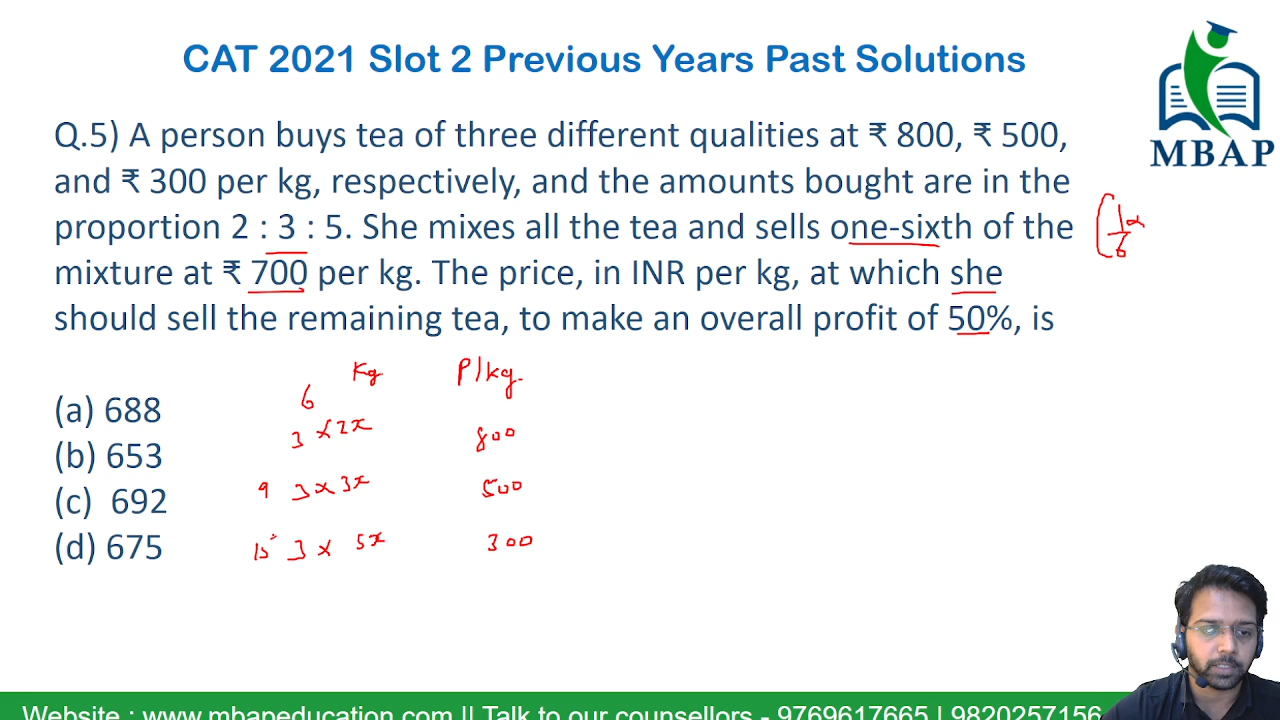 CAT 2021 Slot 2 Previous Years Past Solutions
MBAP
Q.5) A person buys tea of three different qualities at ₹ 800, ₹ 500,
and ₹ 300 per kg, respectively, and the amounts bought are in the
proportion 2 : 3 : 5. She mixes all the tea and sells one-sixth of the
mixture at ₹ 700 per kg. The price, in INR per kg, at which she
should sell the remaining tea, to make an overall profit of 50%, is
1/6 x
Kg P/kg.
(a) 688
6
3 × 2x 800
(b) 653
9 3 × 3x 500
(c) 692
15 3 × 5x 300
(d) 675
Website : www.mbapeducation.com || Talk to our counsellors - 9769617665 | 9820257156